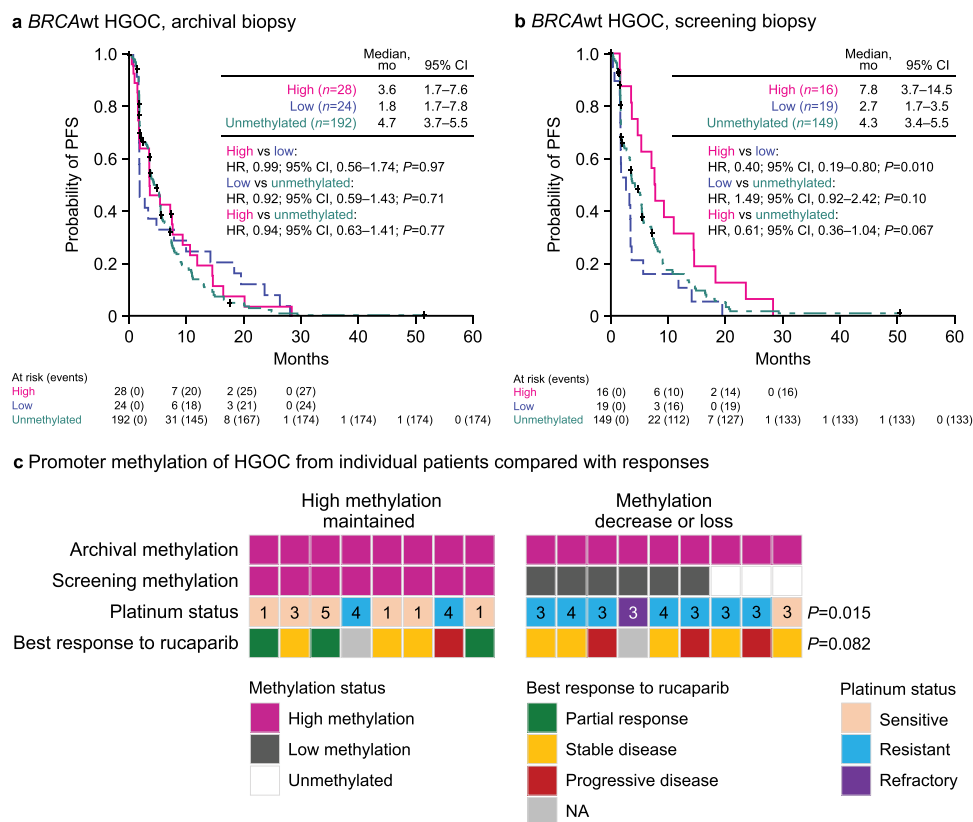 a BRCAwt HGOC, archival biopsy
Probability of PFS
1.0
0.8
0.6
0.4
0.2
0
0 10 20 30 40 50 60
Months
Median, mo 95% CI
High (n=28) 3.6 1.7–7.6
Low (n=24) 1.8 1.7–7.8
Unmethylated (n=192) 4.7 3.7–5.5
High vs low:
HR, 0.99; 95% CI, 0.56–1.74; P=0.97
Low vs unmethylated:
HR, 0.92; 95% CI, 0.59–1.43; P=0.71
High vs unmethylated:
HR, 0.94; 95% CI, 0.63–1.41; P=0.77
At risk (events)
High 28 (0) 7 (20) 2 (25) 0 (27)
Low 24 (0) 6 (18) 3 (21) 0 (24)
Unmethylated 192 (0) 31 (145) 8 (167) 1 (174) 1 (174) 1 (174) 0 (174)
b BRCAwt HGOC, screening biopsy
Probability of PFS
1.0
0.8
0.6
0.4
0.2
0
0 10 20 30 40 50 60
Months
Median, mo 95% CI
High (n=16) 7.8 3.7–14.5
Low (n=19) 2.7 1.7–3.5
Unmethylated (n=149) 4.3 3.4–5.5
High vs low:
HR, 0.40; 95% CI, 0.19–0.80; P=0.010
Low vs unmethylated:
HR, 1.49; 95% CI, 0.92–2.42; P=0.10
High vs unmethylated:
HR, 0.61; 95% CI, 0.36–1.04; P=0.067
At risk (events)
High 16 (0) 6 (10) 2 (14) 0 (16)
Low 19 (0) 3 (16) 0 (19)
Unmethylated 149 (0) 22 (112) 7 (127) 1 (133) 1 (133) 1 (133) 0 (133)
c Promoter methylation of HGOC from individual patients compared with responses
High methylation
maintained
Methylation
decrease or loss
Archival methylation
Screening methylation
Platinum status 1 3 5 4 1 1 4 1 3 4 3 3 4 3 3 3 3 P=0.015
Best response to rucaparib P=0.082
Methylation status
High methylation
Low methylation
Unmethylated
Best response to rucaparib
Partial response
Stable disease
Progressive disease
NA
Platinum status
Sensitive
Resistant
Refractory